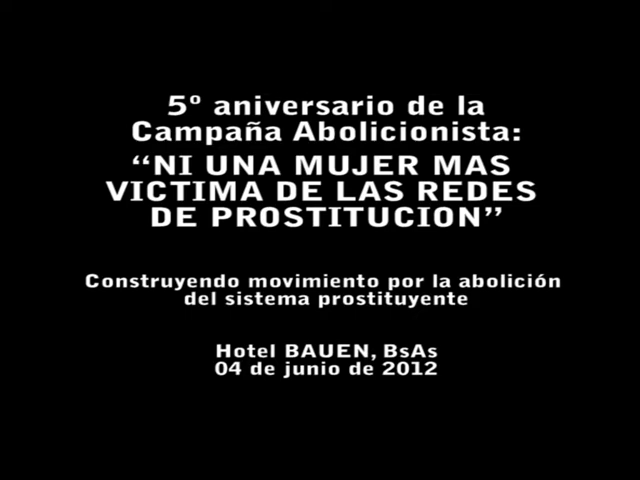 5º aniversario de la
Campaña Abolicionista:
“NI UNA MUJER MAS
VICTIMA DE LAS REDES
DE PROSTITUCION”
Construyendo movimiento por la abolición
del sistema prostituyente
Hotel BAUEN, BsAs
04 de junio de 2012